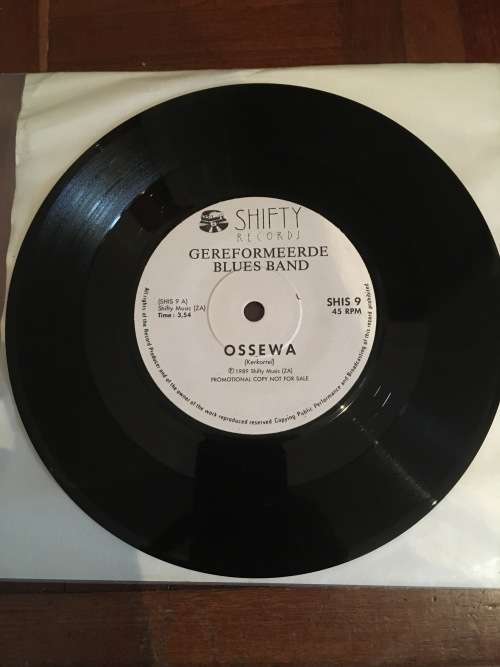 SHIFTY
RECORDS
GEREFORMEERDE
BLUES BAND
(SHIS 9 A)
Shifty Music (ZA)
Time: 3.54
SHIS 9
45 RPM
OSSEWA
(Kerkorrel)
Ⓟ1989 Shifty Music (ZA)
PROMOTIONAL COPY NOT FOR SALE
All rights of the Record Producer and of the owner of the work reproduced reserved Copying Public Performance and Broadcasting of this record prohibited